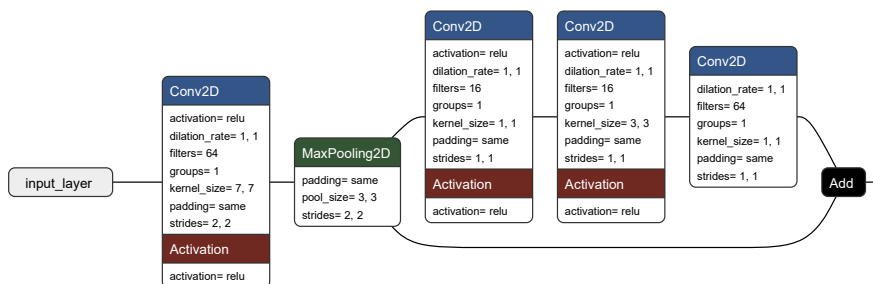 input_layer
Conv2D
activation= relu
dilation_rate= 1, 1
filters= 64
groups= 1
kernel_size= 7, 7
padding= same
strides= 2, 2
Activation
activation= relu
MaxPooling2D
padding= same
pool_size= 3, 3
strides= 2, 2
Conv2D
activation= relu
dilation_rate= 1, 1
filters= 16
groups= 1
kernel_size= 1, 1
padding= same
strides= 1, 1
Activation
activation= relu
Conv2D
activation= relu
dilation_rate= 1, 1
filters= 16
groups= 1
kernel_size= 3, 3
padding= same
strides= 1, 1
Activation
activation= relu
Conv2D
dilation_rate= 1, 1
filters= 64
groups= 1
kernel_size= 1, 1
padding= same
strides= 1, 1
Add